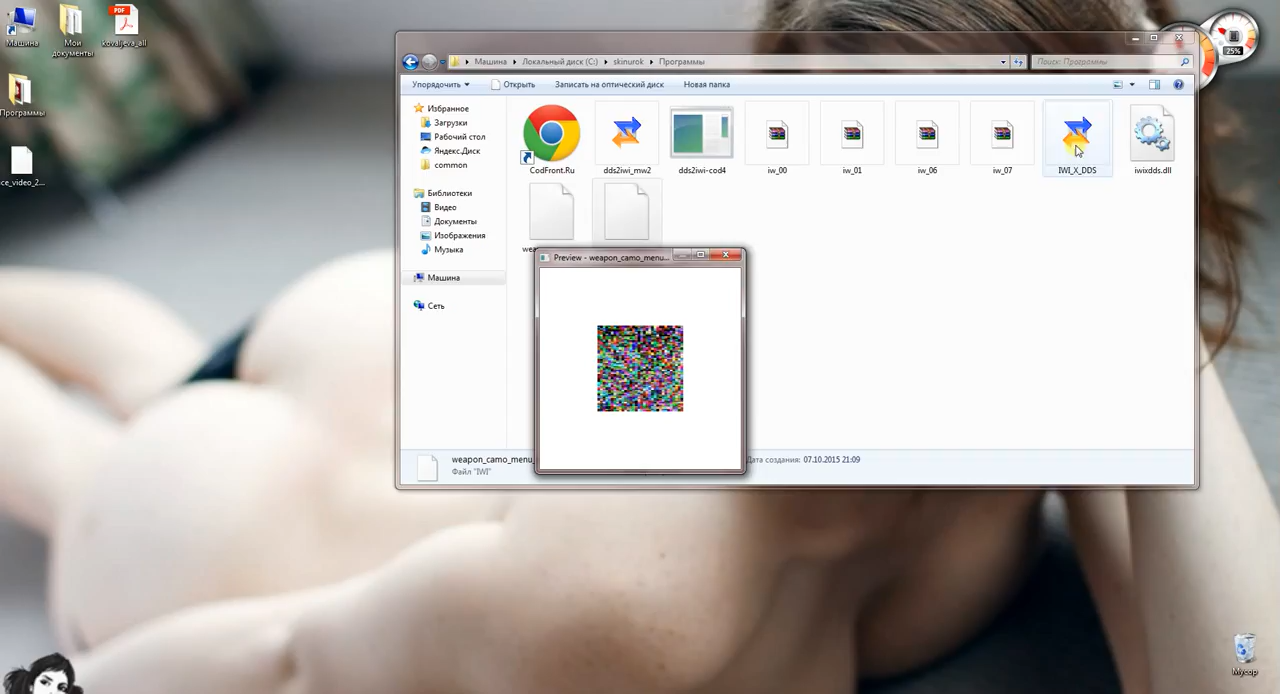 Машина
Мои документы
kovaljeva_all
Программы
ce_video_2...
25%
Машина
Локальный диск (C:)
skinurok
Программы
Поиск: Программы
Упорядочить
Открыть
Записать на оптический диск
Новая папка
Избранное
Загрузки
Рабочий стол
Яндекс.Диск
common
Библиотеки
Видео
Документы
Изображения
Музыка
Машина
Сеть
CodFront.Ru
dds2iwi_mw2
dds2iwi-cod4
iw_00
iw_01
iw_06
iw_07
IWI_X_DDS
iwixdds.dll
Preview - weapon_camo_menu...
weapon_camo_menu_
Дата создания: 07.10.2015 21:09
Файл "IWI"
PDF
Мусор